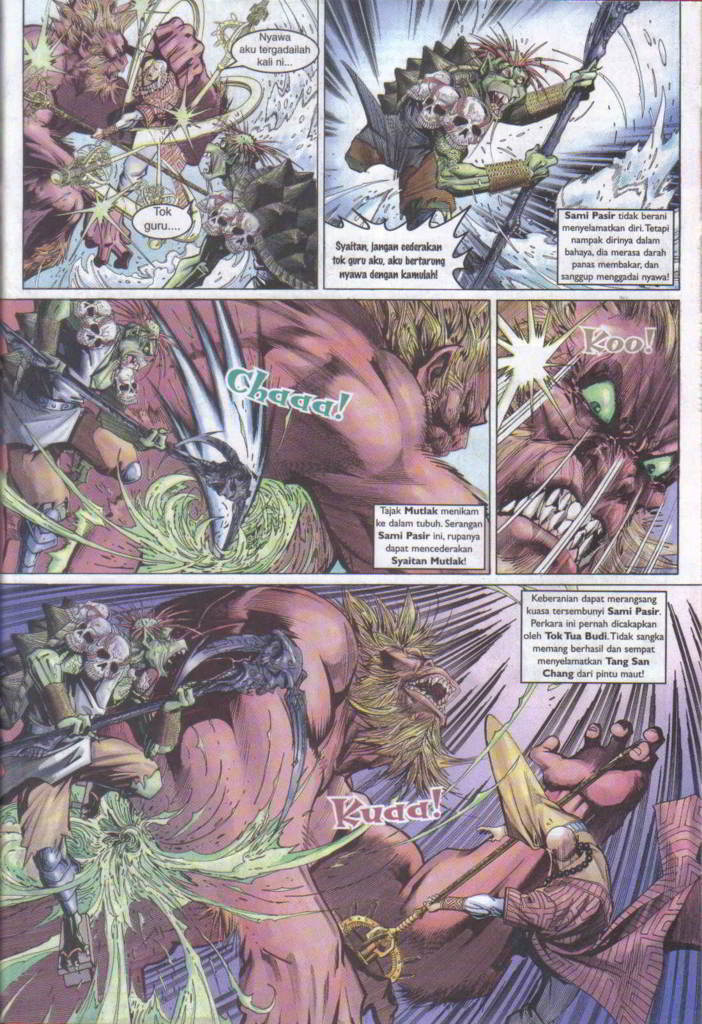 Nyawa
aku tergadailah
kali ni...
Tok
guru....
Syaitan, jangan cederakan
tok guru aku, aku bertarung
nyawa dengan kamulah!
Sami Pasir tidak berani
menyelamatkan diri. Tetapi
nampak dirinya dalam
bahaya, dia merasa darah
panas membakar, dan
sanggup menggadai nyawa!
Chaaa!
Tajak Mutlak menikam
ke dalam tubuh. Serangan
Sami Pasir ini, rupanya
dapat mencederakan
Syaitan Mutlak!
Koo!
Keberanian dapat merangsang
kuasa tersembunyi Sami Pasir.
Perkara ini pernah dicakapkan
oleh Tok Tua Budi. Tidak sangka
memang berhasil dan sempat
menyelamatkan Tang San
Chang dari pintu maut!
Kuaa!